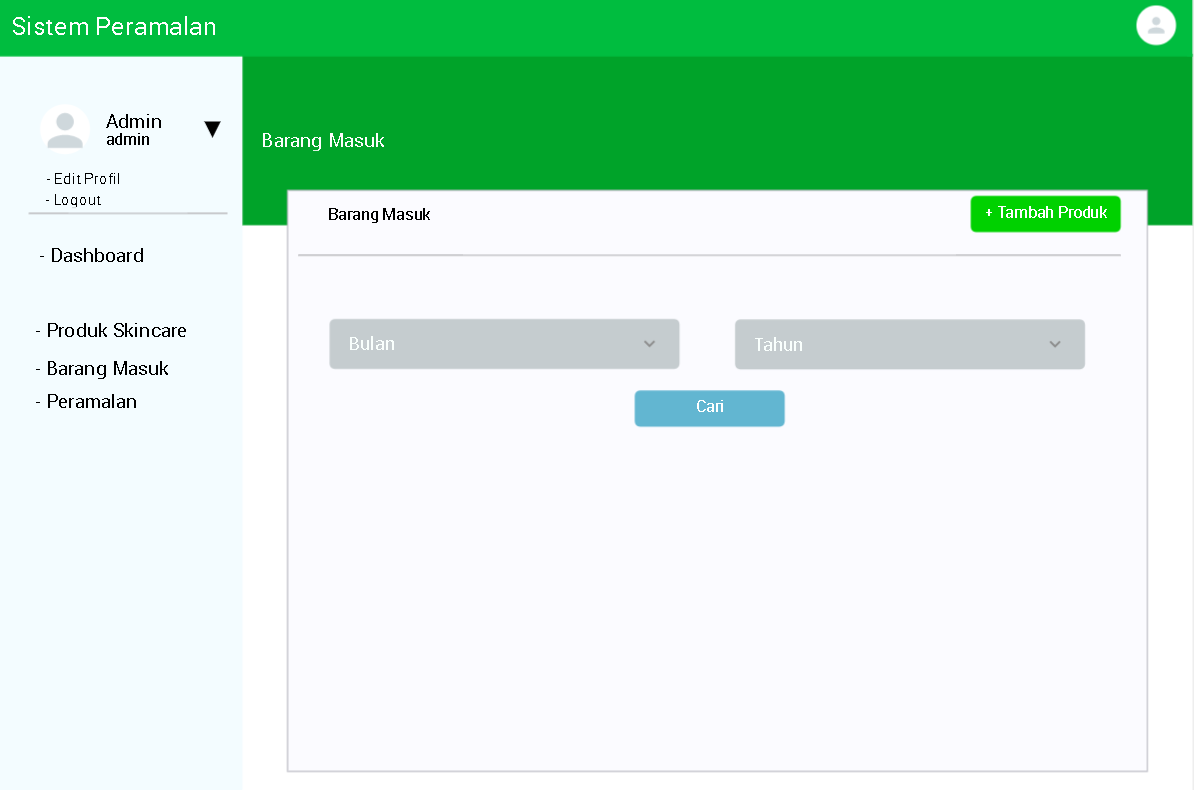 Sistem Peramalan
Admin
admin
- Edit Profil
- Logout
- Dashboard
- Produk Skincare
- Barang Masuk
- Peramalan
Barang Masuk
Barang Masuk
+ Tambah Produk
Bulan
Tahun
Cari